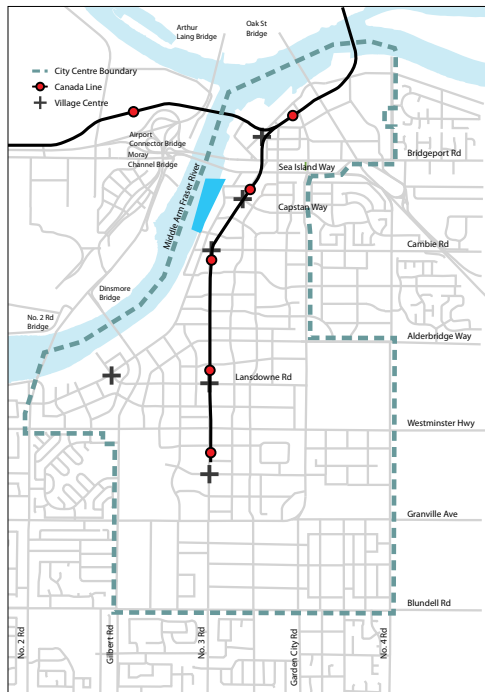 Arthur
Laing Bridge
Oak St
Bridge
City Centre Boundary
Canada Line
Village Centre
Airport
Connector Bridge
Moray
Channel Bridge
Bridgeport Rd
Sea Island Way
Middle Arm Fraser River
Capstan Way
Cambie Rd
Dinsmore
Bridge
No. 2 Rd
Bridge
Alderbridge Way
Lansdowne Rd
Westminster Hwy
Granville Ave
Blundell Rd
No. 2 Rd
Gilbert Rd
No. 3 Rd
Garden City Rd
No. 4 Rd